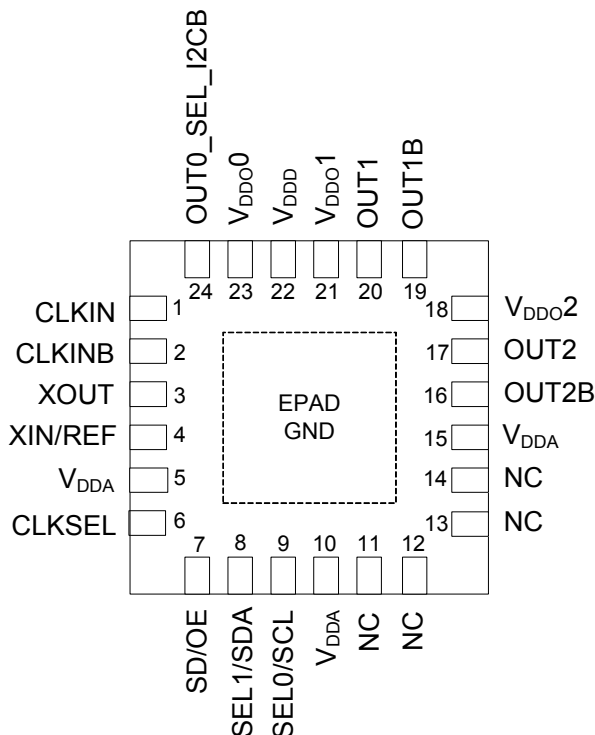 OUT0_SEL_I2CB
VDDO0
VDDD
VDDO1
OUT1
OUT1B
24
23
22
21
20
19
CLKIN
1
CLKINB
2
XOUT
3
XIN/REF
4
VDDA
5
CLKSEL
6
EPAD
GND
18
VDDO2
17
OUT2
16
OUT2B
15
VDDA
14
NC
13
NC
7
8
9
10
11
12
SD/OE
SEL1/SDA
SEL0/SCL
VDDA
NC
NC